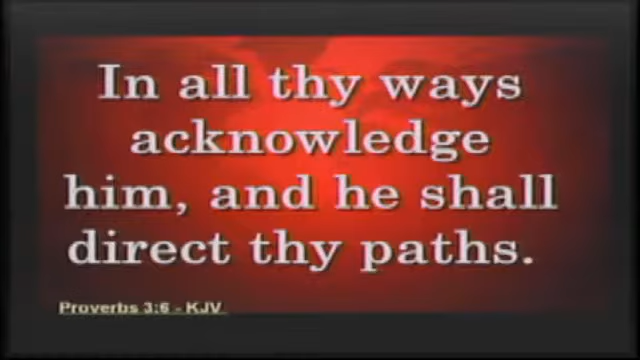 In all thy ways
acknowledge
him, and he shall
direct thy paths.
Proverbs 3:6 - KJV